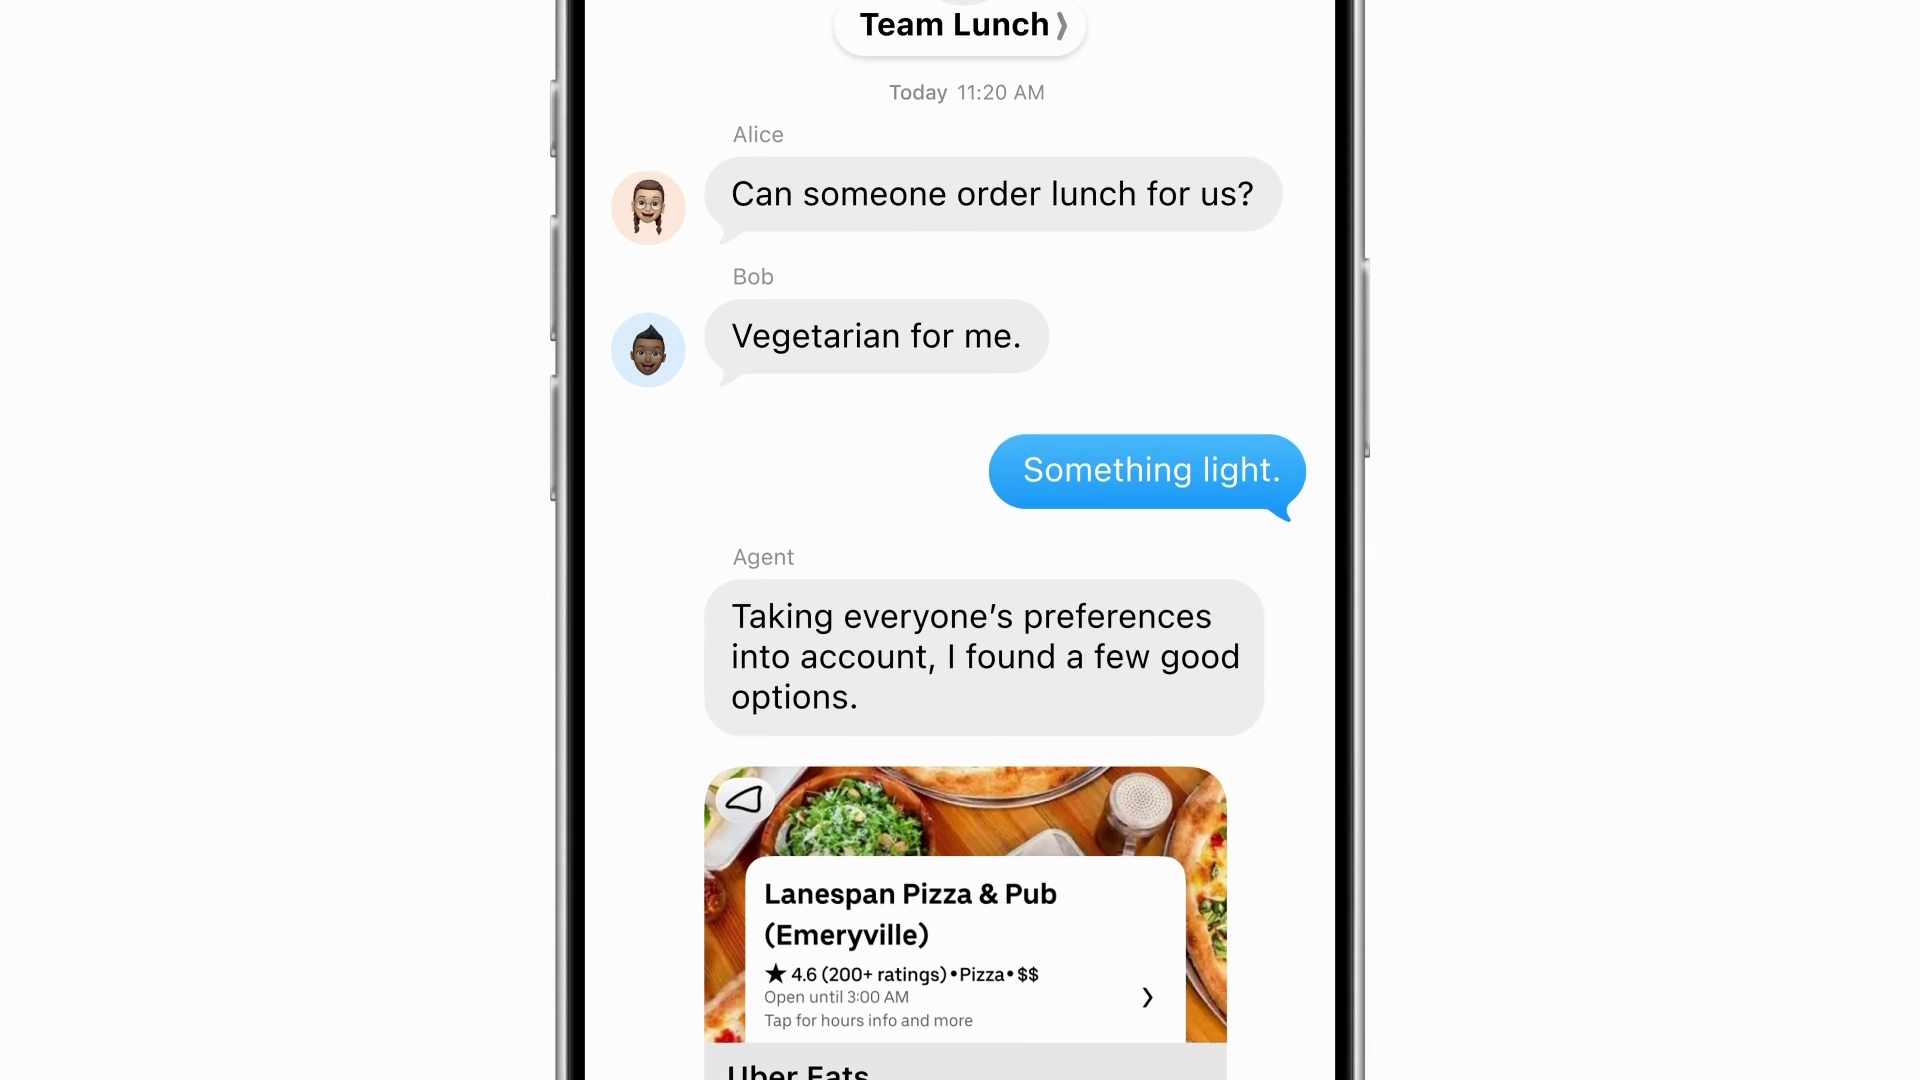 Team Lunch
Today 11:20 AM
Alice
Can someone order lunch for us?
Bob
Vegetarian for me.
Something light.
Agent
Taking everyone’s preferences
into account, I found a few good
options.
Lanespan Pizza & Pub
(Emeryville)
★ 4.6 (200+ ratings) • Pizza • $$
Open until 3:00 AM
Tap for hours info and more
Uber Eats